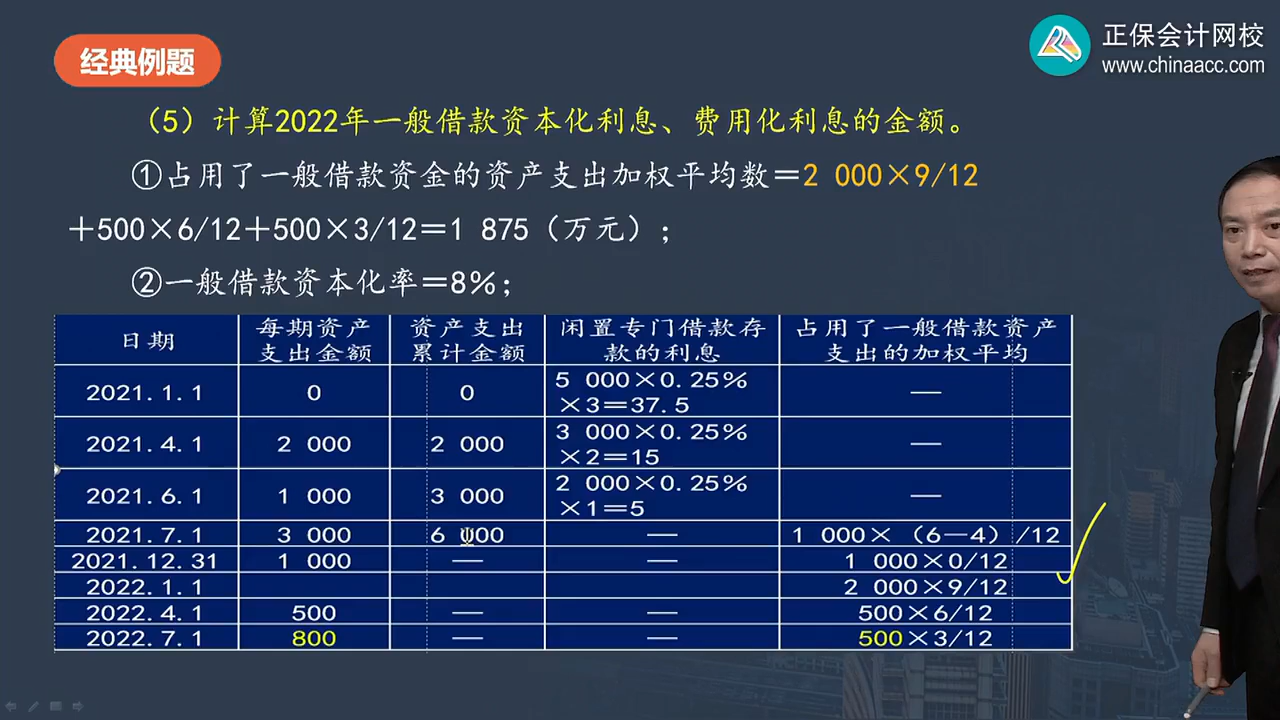 经典例题
正保会计网校
www.chinaacc.com
（5）计算2022年一般借款资本化利息、费用化利息的金额。
①占用了一般借款资金的资产支出加权平均数＝2 000×9/12
＋500×6/12＋500×3/12＝1 875（万元）；
②一般借款资本化率＝8%；
日期 每期资产支出金额 资产支出累计金额 闲置专门借款存款的利息 占用了一般借款资产支出的加权平均
2021.1.1 0 0 5 000×0.25%×3＝37.5 —
2021.4.1 2 000 2 000 3 000×0.25%×2＝15 —
2021.6.1 1 000 3 000 2 000×0.25%×1＝5 —
2021.7.1 3 000 6 000 — 1 000×（6—4）/12
2021.12.31 1 000 — — 1 000×0/12
2022.1.1 2 000×9/12
2022.4.1 500 — — 500×6/12
2022.7.1 800 — — 500×3/12